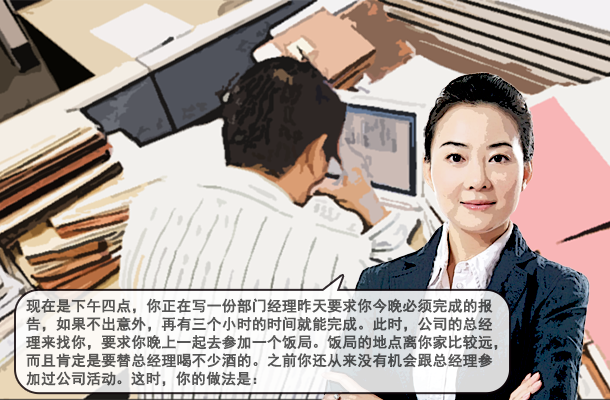 现在是下午四点，你正在写一份部门经理昨天要求你今晚必须完成的报
告，如果不出意外，再有三个小时的时间就能完成。此时，公司的总经
理来找你，要求你晚上一起去参加一个饭局。饭局的地点离你家比较远，
而且肯定是要替总经理喝不少酒的。之前你还从来没有机会跟总经理参
加过公司活动。这时，你的做法是：